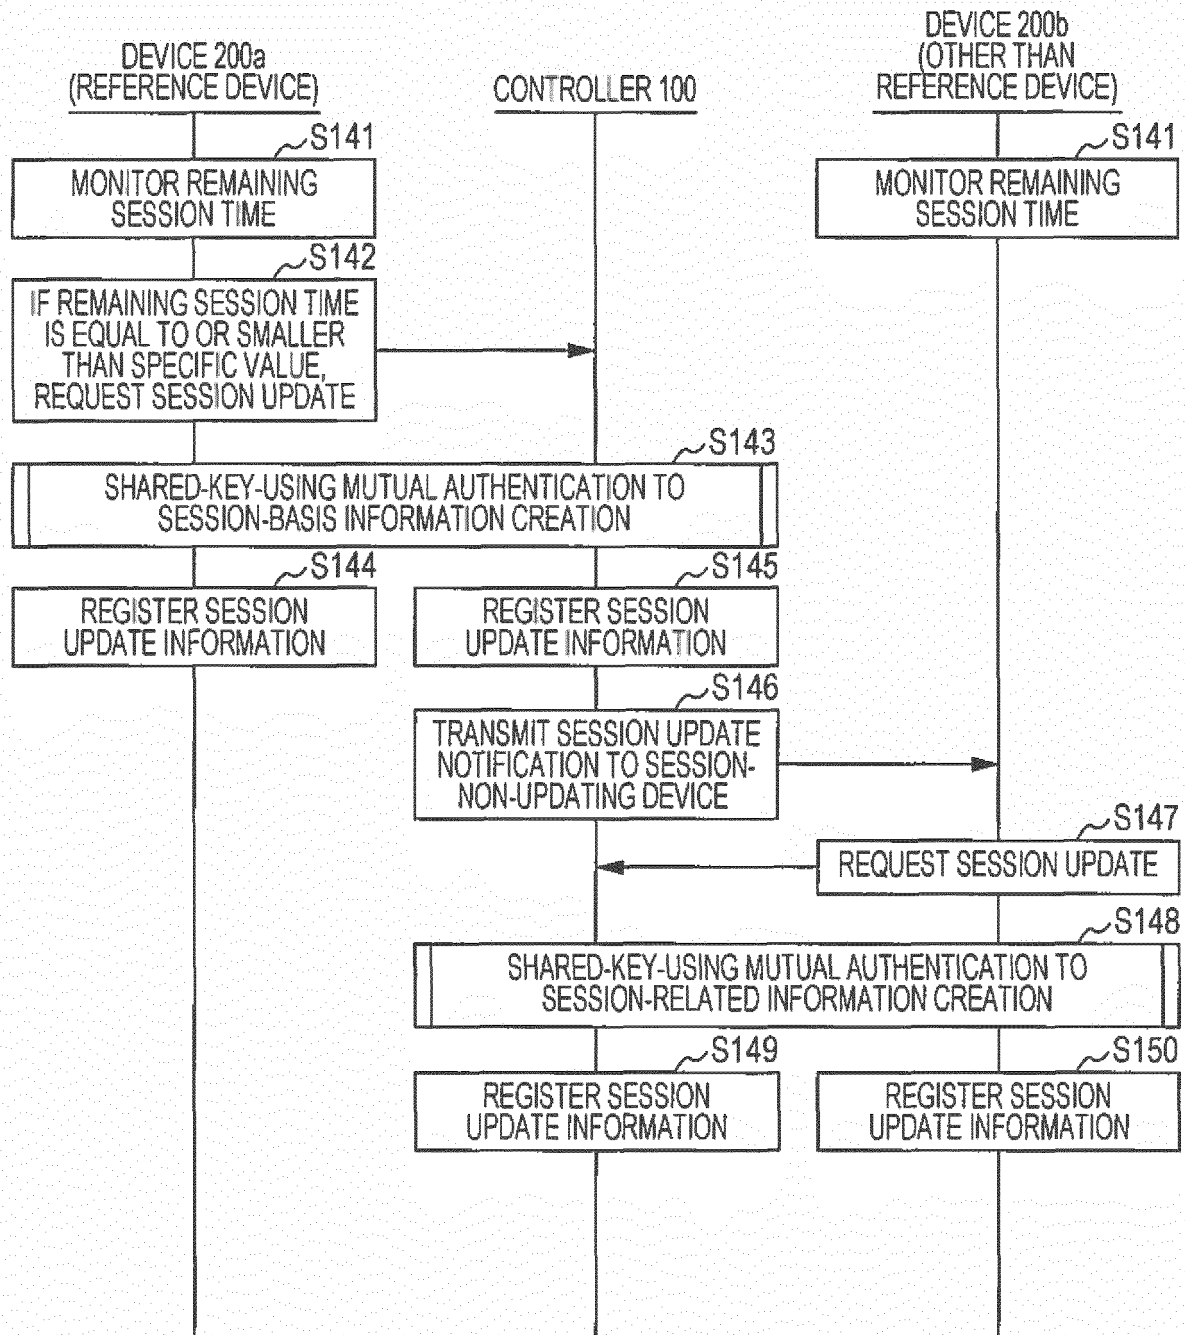 DEVICE 200a
(REFERENCE DEVICE)
CONTROLLER 100
DEVICE 200b
(OTHER THAN
REFERENCE DEVICE)
S141
MONITOR REMAINING
SESSION TIME
S141
MONITOR REMAINING
SESSION TIME
S142
IF REMAINING SESSION TIME
IS EQUAL TO OR SMALLER
THAN SPECIFIC VALUE,
REQUEST SESSION UPDATE
S143
SHARED-KEY-USING MUTUAL AUTHENTICATION TO
SESSION-BASIS INFORMATION CREATION
S144
REGISTER SESSION
UPDATE INFORMATION
S145
REGISTER SESSION
UPDATE INFORMATION
S146
TRANSMIT SESSION UPDATE
NOTIFICATION TO SESSION-
NON-UPDATING DEVICE
S147
REQUEST SESSION UPDATE
S148
SHARED-KEY-USING MUTUAL AUTHENTICATION TO
SESSION-RELATED INFORMATION CREATION
S149
REGISTER SESSION
UPDATE INFORMATION
S150
REGISTER SESSION
UPDATE INFORMATION